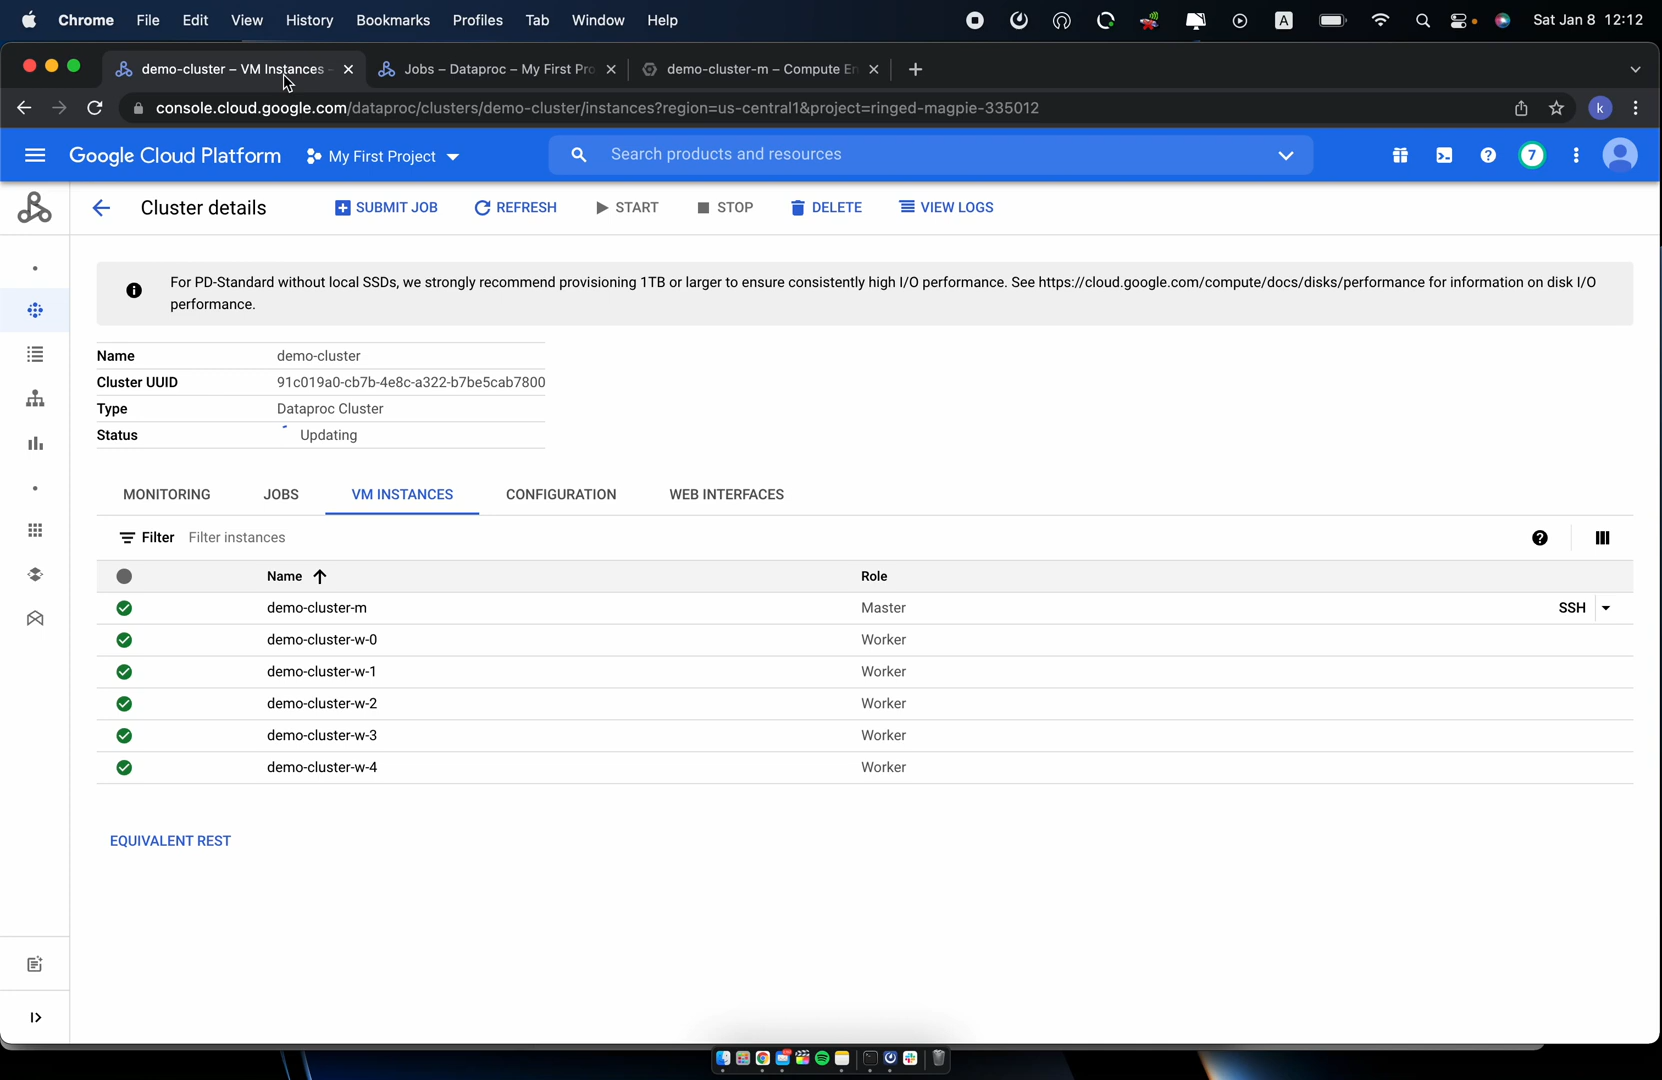 Chrome File Edit View History Bookmarks Profiles Tab Window Help A Sat Jan 8 12:12
demo-cluster – VM Instances – Jobs – Dataproc – My First Pro demo-cluster-m – Compute En
console.cloud.google.com/dataproc/clusters/demo-cluster/instances?region=us-central1&project=ringed-magpie-335012 k
Google Cloud Platform My First Project Search products and resources 7
Cluster details SUBMIT JOB REFRESH START STOP DELETE VIEW LOGS
For PD-Standard without local SSDs, we strongly recommend provisioning 1TB or larger to ensure consistently high I/O performance. See https://cloud.google.com/compute/docs/disks/performance for information on disk I/O
performance.
Name demo-cluster
Cluster UUID 91c019a0-cb7b-4e8c-a322-b7be5cab7800
Type Dataproc Cluster
Status Updating
MONITORING JOBS VM INSTANCES CONFIGURATION WEB INTERFACES
Filter Filter instances
Name Role
demo-cluster-m Master SSH
demo-cluster-w-0 Worker
demo-cluster-w-1 Worker
demo-cluster-w-2 Worker
demo-cluster-w-3 Worker
demo-cluster-w-4 Worker
EQUIVALENT REST